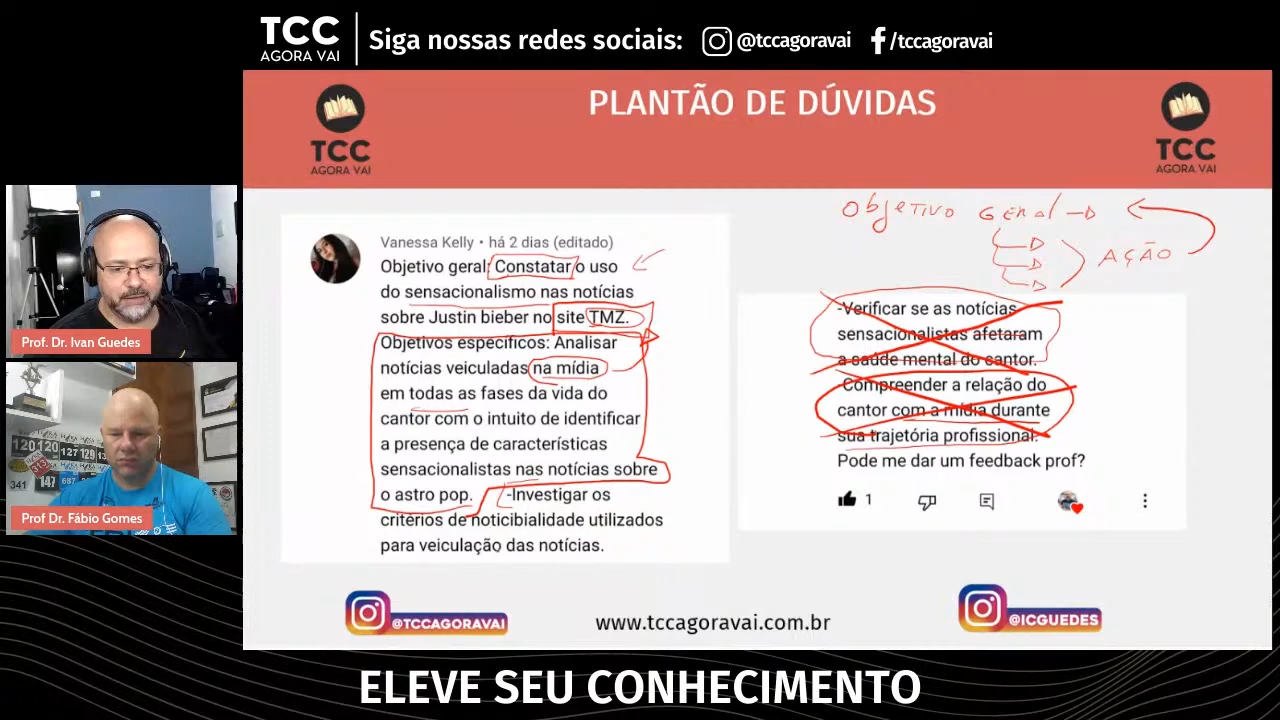 TCC
AGORA VAI
Siga nossas redes sociais: @tccagoravai /tccagoravai
PLANTÃO DE DÚVIDAS
TCC
AGORA VAI
TCC
AGORA VAI
Prof. Dr. Ivan Guedes
Prof Dr. Fábio Gomes
Vanessa Kelly • há 2 dias (editado)
Objetivo geral: Constatar o uso
do sensacionalismo nas notícias
sobre Justin bieber no site TMZ.
Objetivos específicos: Analisar
notícias veiculadas na mídia
em todas as fases da vida do
cantor com o intuito de identificar
a presença de características
sensacionalistas nas notícias sobre
o astro pop. -Investigar os
critérios de noticibialidade utilizados
para veiculação das notícias.
Objetivo Geral
AÇÃO
-Verificar se as notícias
sensacionalistas afetaram
a saúde mental do cantor.
-Compreender a relação do
cantor com a mídia durante
sua trajetória profissional.
Pode me dar um feedback prof?
1
@TCCAGORAVAI
www.tccagoravai.com.br
@ICGUEDES
ELEVE SEU CONHECIMENTO
120 120 127 129
341 147